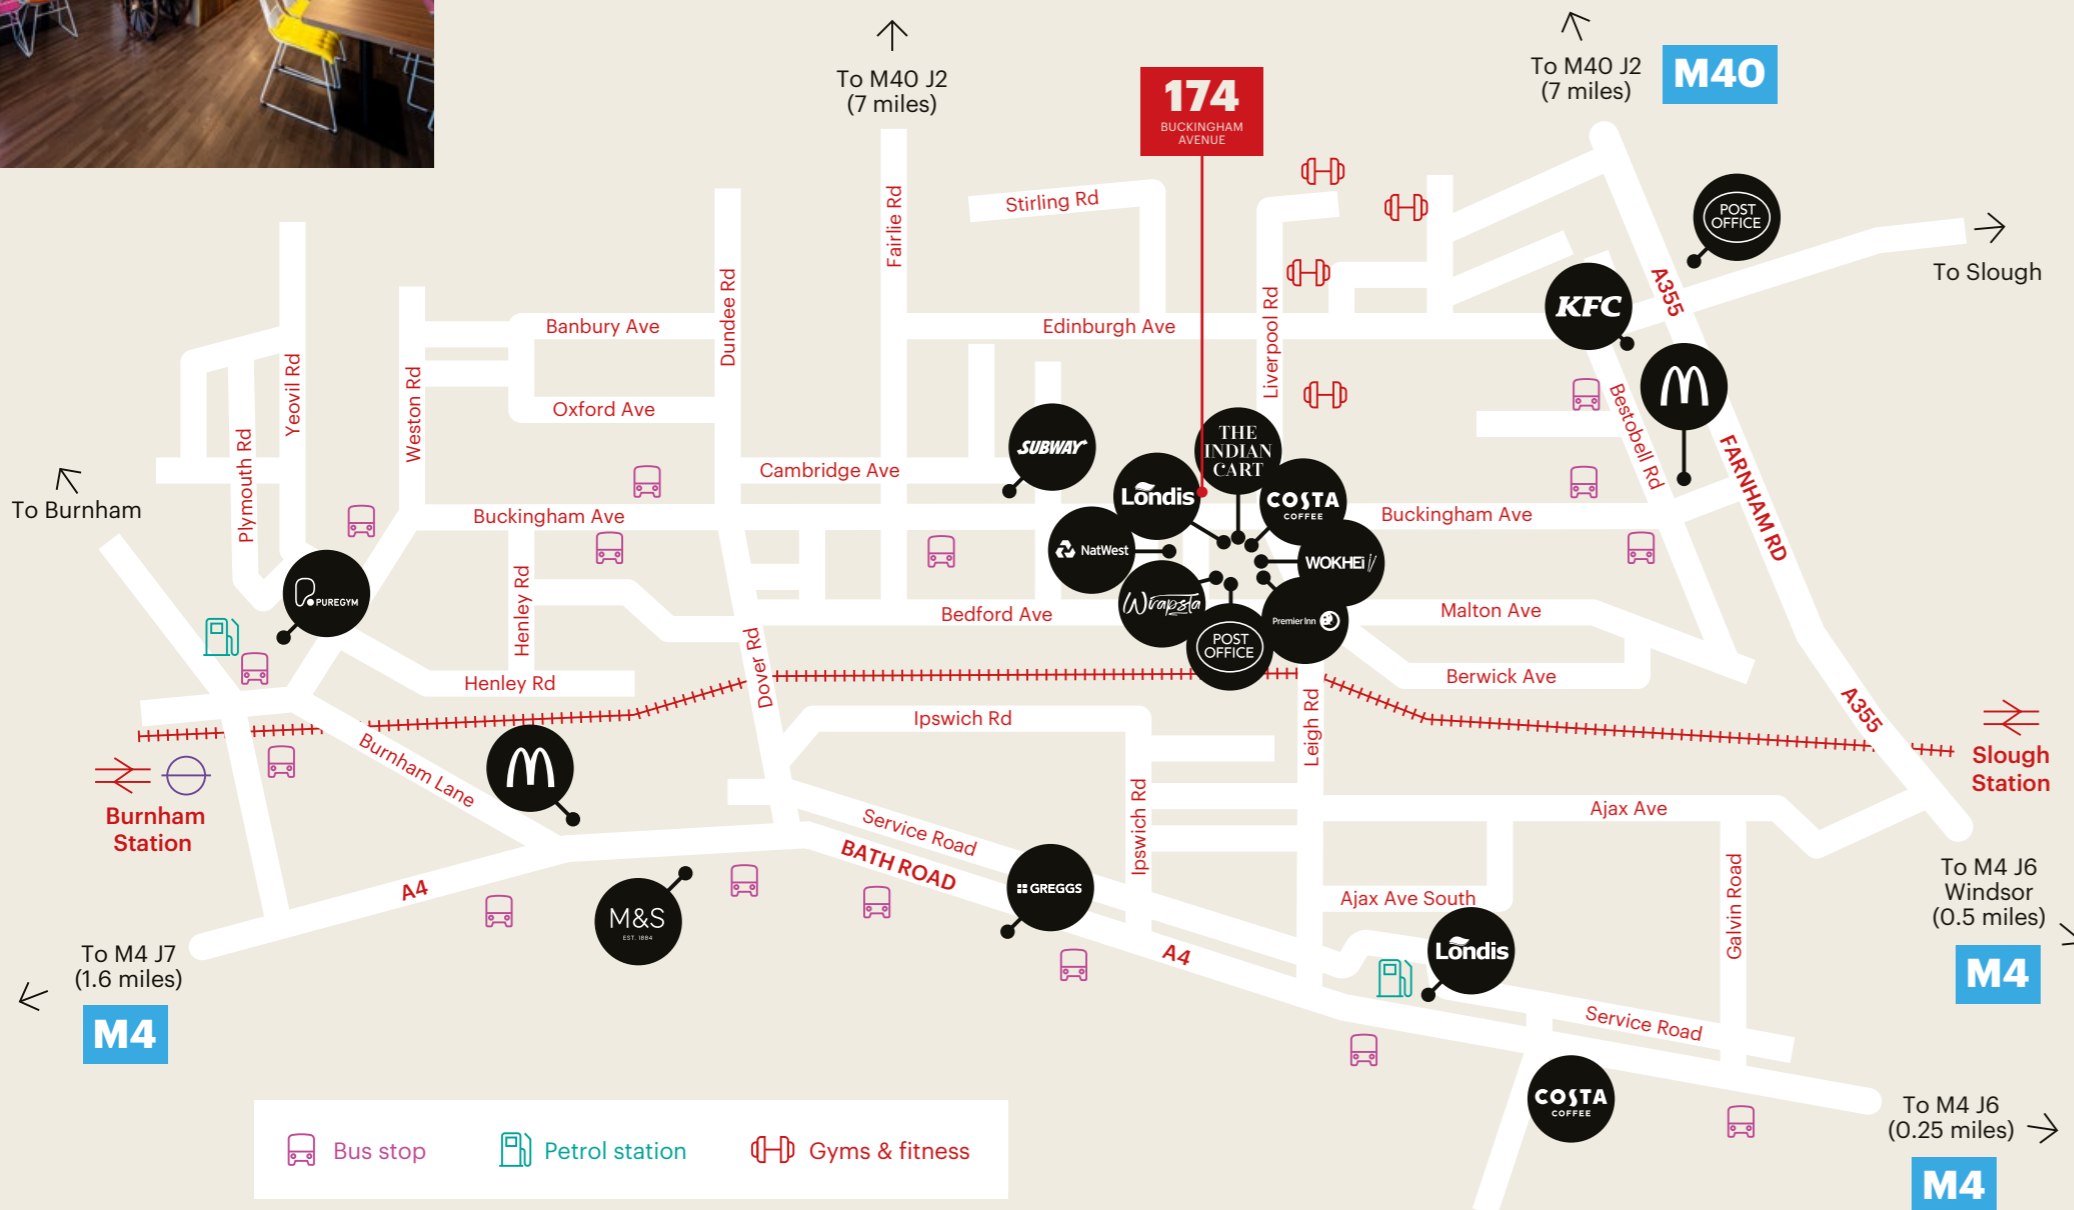 To M40 J2
(7 miles)
174
BUCKINGHAM
AVENUE
To M40 J2
(7 miles)
M40
Stirling Rd
Fairlie Rd
POST
OFFICE
To Slough
A355
Dundee Rd
Banbury Ave
Edinburgh Ave
Liverpool Rd
KFC
Yeovil Rd
Weston Rd
Oxford Ave
Bestobell Rd
FARNHAM RD
Plymouth Rd
SUBWAY
THE
INDIAN
CART
Cambridge Ave
Londis
COSTA
COFFEE
To Burnham
Buckingham Ave
Buckingham Ave
NatWest
WOKHEi
PUREGYM
Henley Rd
Wrapsta
Bedford Ave
Premier Inn
Malton Ave
POST
OFFICE
Dover Rd
Henley Rd
Berwick Ave
Ipswich Rd
Leigh Rd
A355
Slough
Station
Burnham Lane
Burnham
Station
Ipswich Rd
Ajax Ave
Service Road
BATH ROAD
A4
GREGGS
M&S
EST. 1884
Ajax Ave South
Galvin Road
Londis
A4
To M4 J6
Windsor
(0.5 miles)
M4
To M4 J7
(1.6 miles)
M4
Service Road
COSTA
COFFEE
To M4 J6
(0.25 miles)
M4
Bus stop
Petrol station
Gyms & fitness